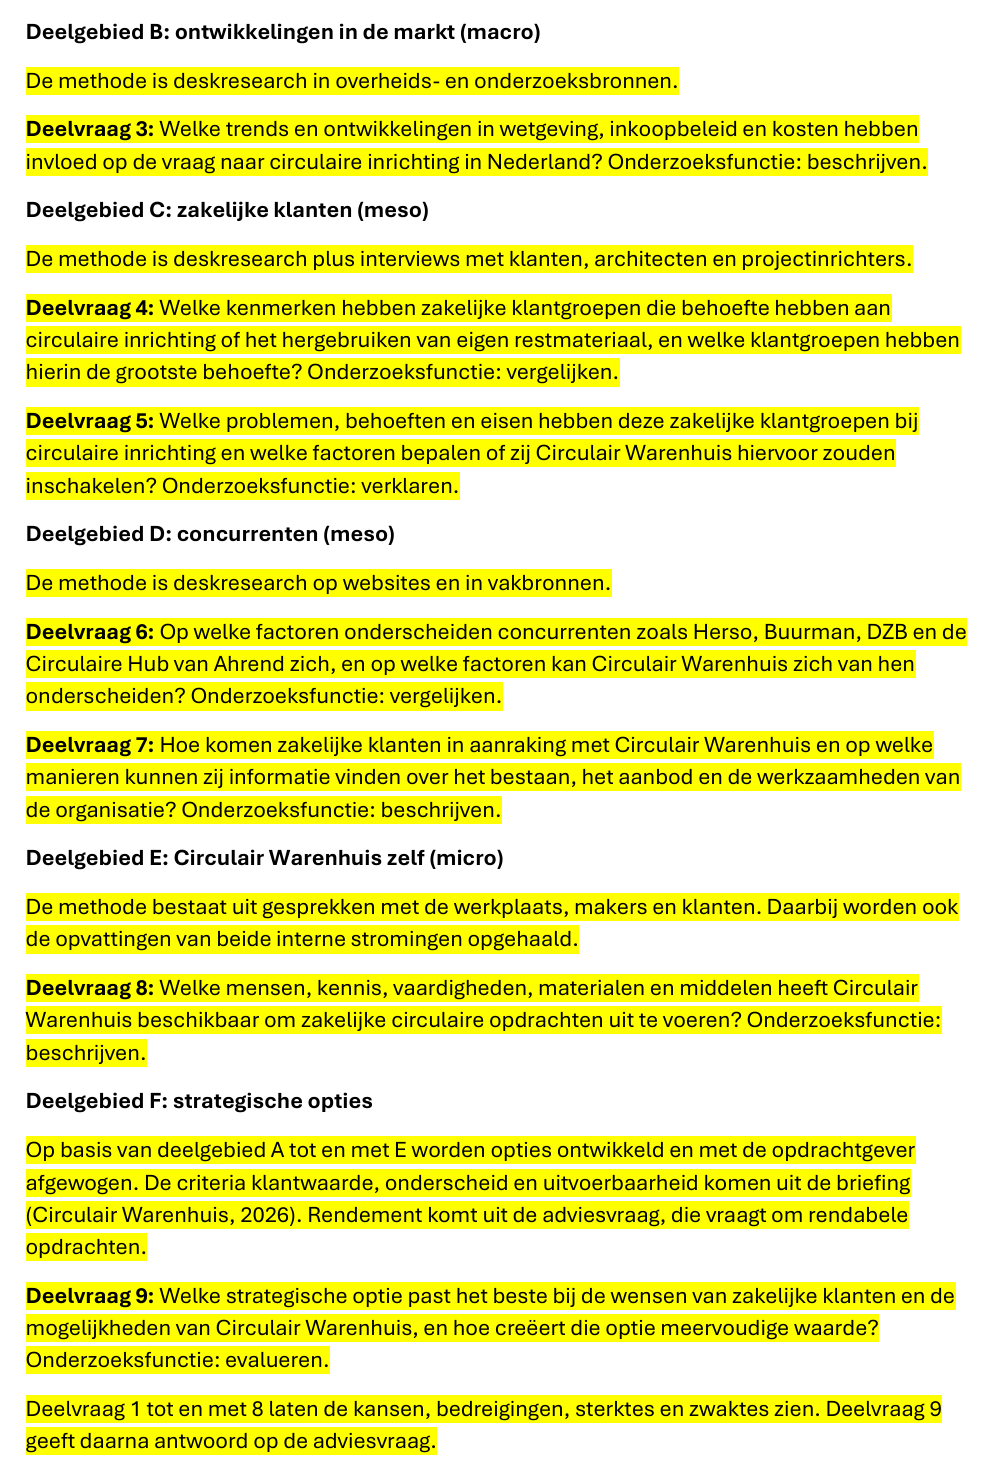 Deelgebied B: ontwikkelingen in de markt (macro)
De methode is deskresearch in overheids- en onderzoeksbronnen.
Deelvraag 3: Welke trends en ontwikkelingen in wetgeving, inkoopbeleid en kosten hebben
invloed op de vraag naar circulaire inrichting in Nederland? Onderzoeksfunctie: beschrijven.
Deelgebied C: zakelijke klanten (meso)
De methode is deskresearch plus interviews met klanten, architecten en projectinrichters.
Deelvraag 4: Welke kenmerken hebben zakelijke klantgroepen die behoefte hebben aan
circulaire inrichting of het hergebruiken van eigen restmateriaal, en welke klantgroepen hebben
hierin de grootste behoefte? Onderzoeksfunctie: vergelijken.
Deelvraag 5: Welke problemen, behoeften en eisen hebben deze zakelijke klantgroepen bij
circulaire inrichting en welke factoren bepalen of zij Circulair Warenhuis hiervoor zouden
inschakelen? Onderzoeksfunctie: verklaren.
Deelgebied D: concurrenten (meso)
De methode is deskresearch op websites en in vakbronnen.
Deelvraag 6: Op welke factoren onderscheiden concurrenten zoals Herso, Buurman, DZB en de
Circulaire Hub van Ahrend zich, en op welke factoren kan Circulair Warenhuis zich van hen
onderscheiden? Onderzoeksfunctie: vergelijken.
Deelvraag 7: Hoe komen zakelijke klanten in aanraking met Circulair Warenhuis en op welke
manieren kunnen zij informatie vinden over het bestaan, het aanbod en de werkzaamheden van
de organisatie? Onderzoeksfunctie: beschrijven.
Deelgebied E: Circulair Warenhuis zelf (micro)
De methode bestaat uit gesprekken met de werkplaats, makers en klanten. Daarbij worden ook
de opvattingen van beide interne stromingen opgehaald.
Deelvraag 8: Welke mensen, kennis, vaardigheden, materialen en middelen heeft Circulair
Warenhuis beschikbaar om zakelijke circulaire opdrachten uit te voeren? Onderzoeksfunctie:
beschrijven.
Deelgebied F: strategische opties
Op basis van deelgebied A tot en met E worden opties ontwikkeld en met de opdrachtgever
afgewogen. De criteria klantwaarde, onderscheid en uitvoerbaarheid komen uit de briefing
(Circulair Warenhuis, 2026). Rendement komt uit de adviesvraag, die vraagt om rendabele
opdrachten.
Deelvraag 9: Welke strategische optie past het beste bij de wensen van zakelijke klanten en de
mogelijkheden van Circulair Warenhuis, en hoe creëert die optie meervoudige waarde?
Onderzoeksfunctie: evalueren.
Deelvraag 1 tot en met 8 laten de kansen, bedreigingen, sterktes en zwaktes zien. Deelvraag 9
geeft daarna antwoord op de adviesvraag.